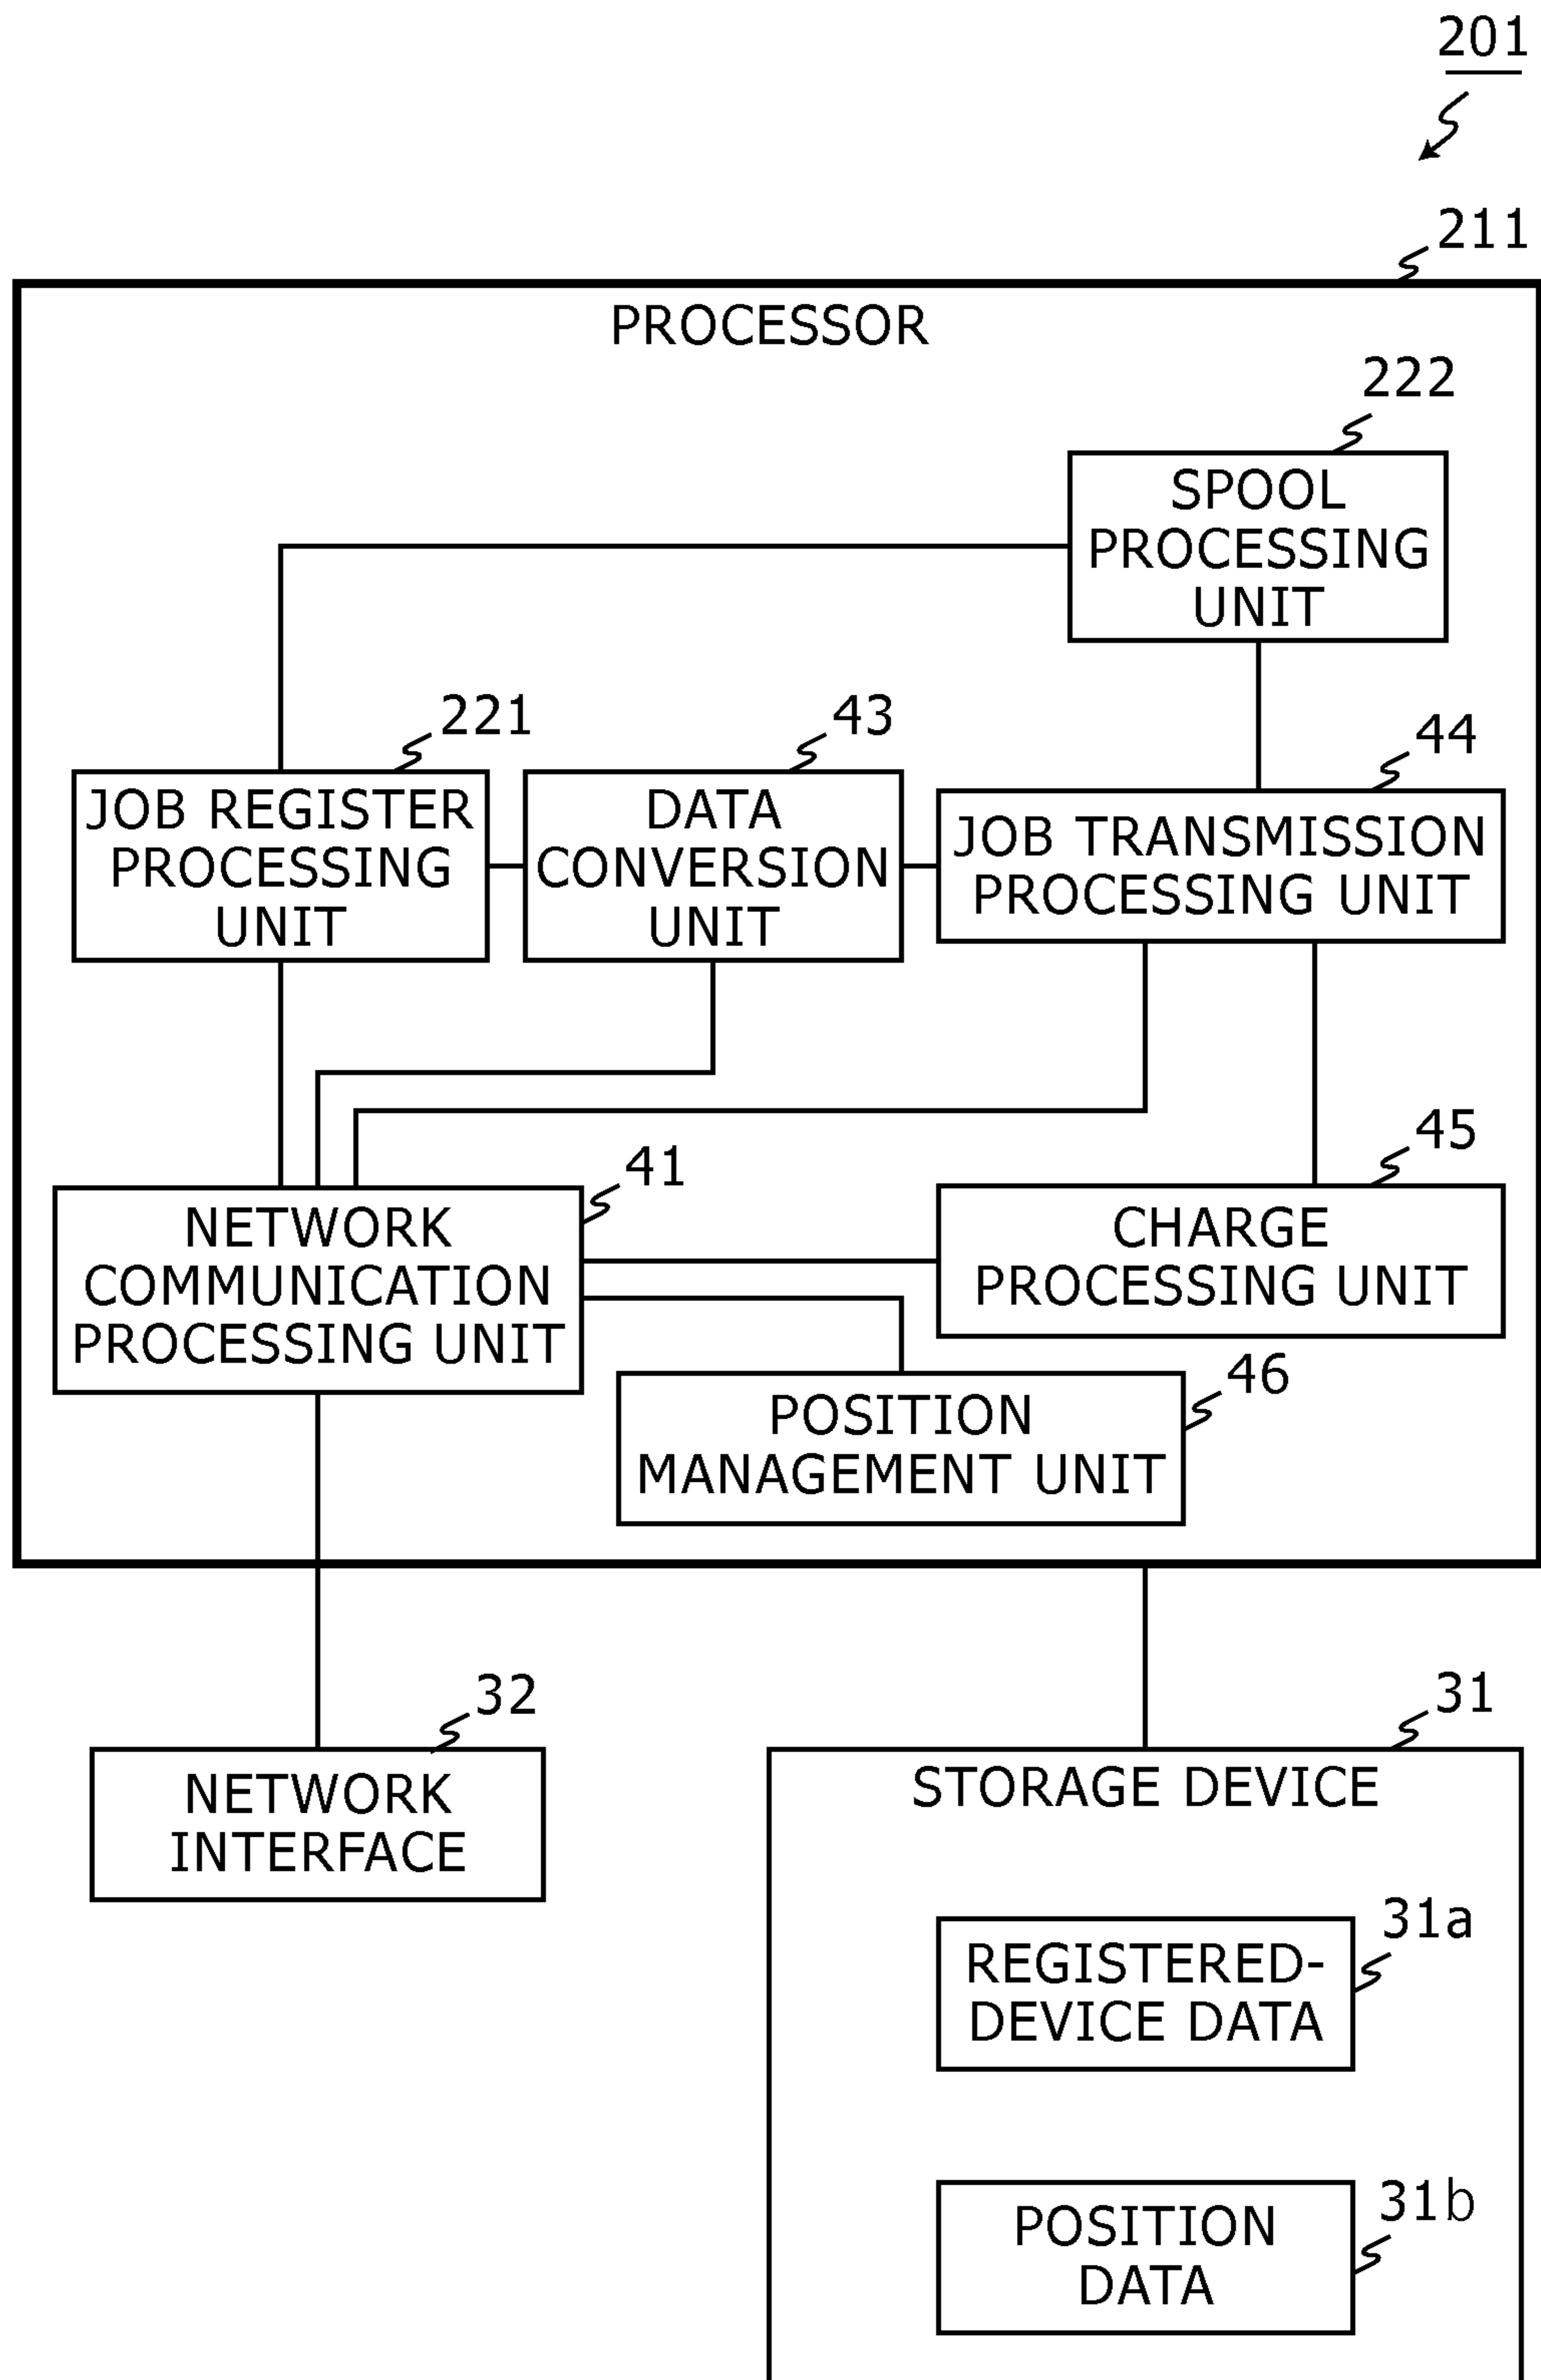 201
211
PROCESSOR
222
SPOOL
PROCESSING
UNIT
221
JOB REGISTER
PROCESSING
UNIT
43
DATA
CONVERSION
UNIT
44
JOB TRANSMISSION
PROCESSING UNIT
41
NETWORK
COMMUNICATION
PROCESSING UNIT
45
CHARGE
PROCESSING UNIT
46
POSITION
MANAGEMENT UNIT
32
NETWORK
INTERFACE
31
STORAGE DEVICE
31a
REGISTERED-
DEVICE DATA
31b
POSITION
DATA